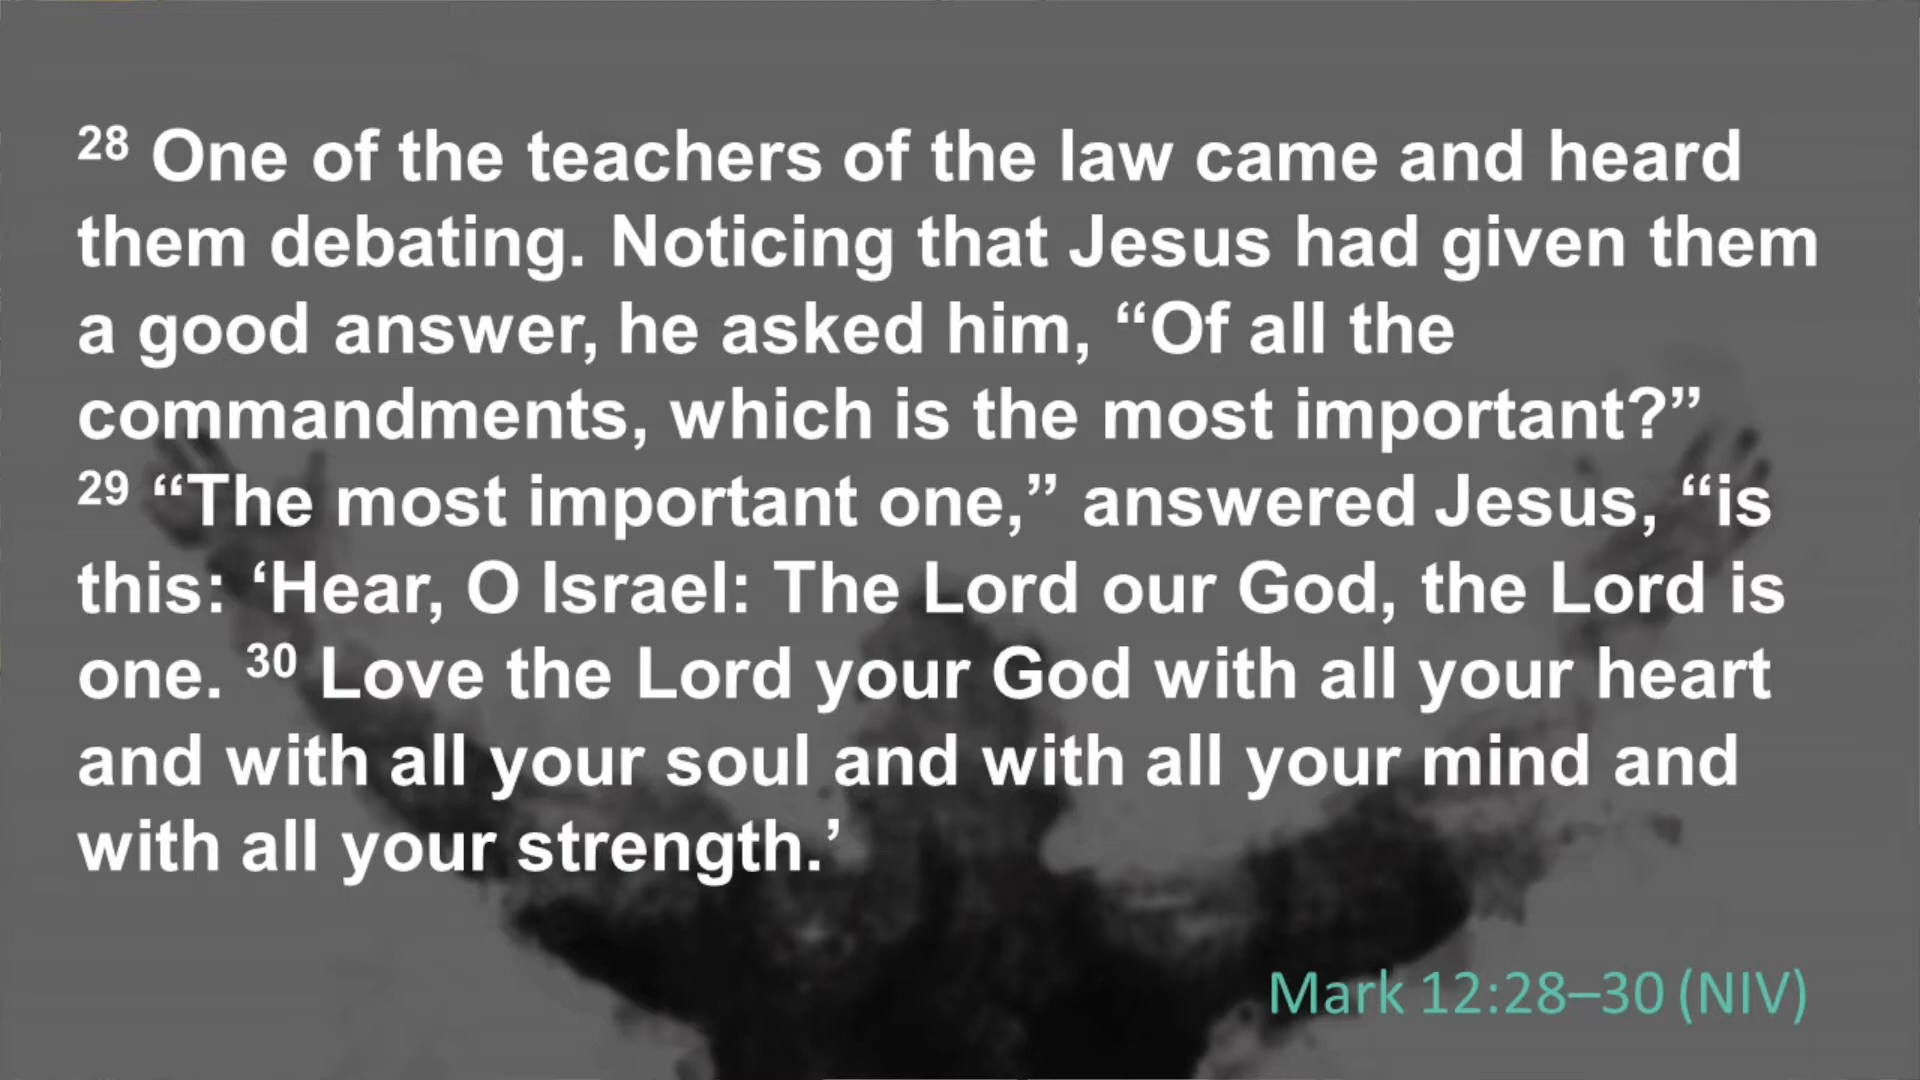 28 One of the teachers of the law came and heard
them debating. Noticing that Jesus had given them
a good answer, he asked him, “Of all the
commandments, which is the most important?”
29 “The most important one,” answered Jesus, “is
this: ‘Hear, O Israel: The Lord our God, the Lord is
one. 30 Love the Lord your God with all your heart
and with all your soul and with all your mind and
with all your strength.’
Mark 12:28–30 (NIV)